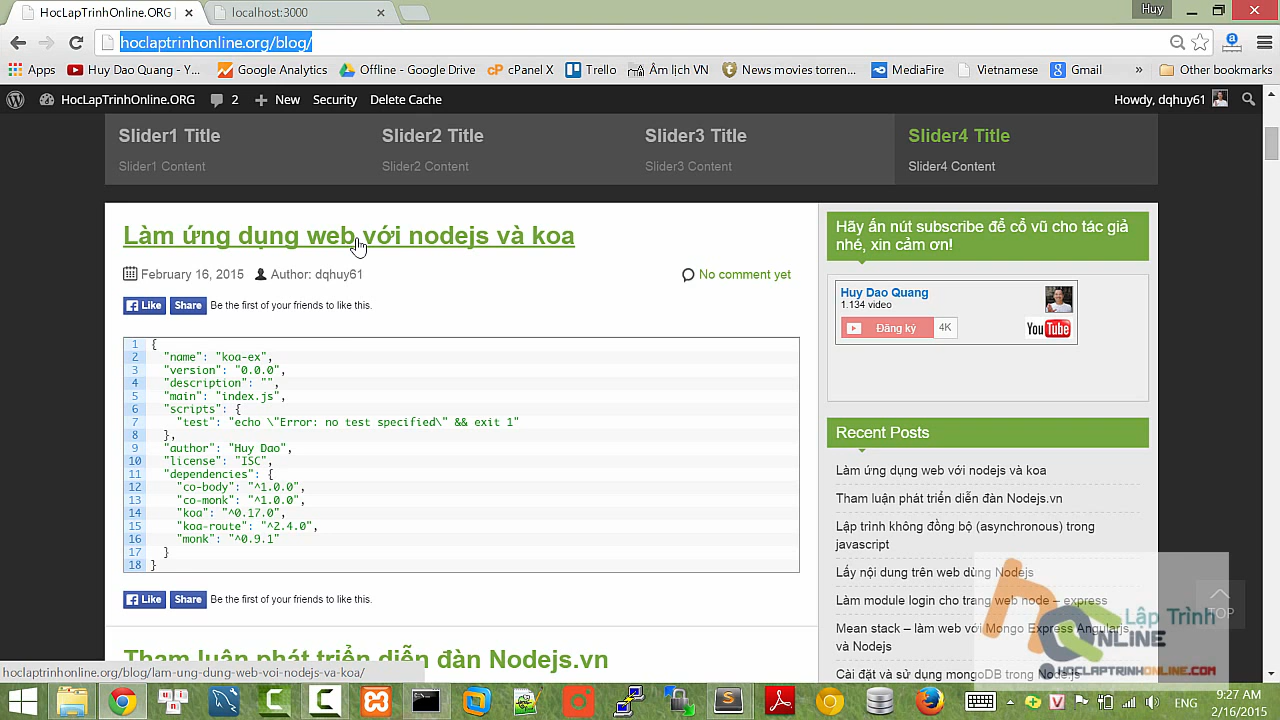 HocLapTrinhOnline.ORG
localhost:3000
Huy
hoclaptrinhonline.org/blog/
Apps
Huy Dao Quang - Y...
Google Analytics
Offline - Google Drive
cPanel X
Trello
Âm lịch VN
News movies torren...
MediaFire
Vietnamese
Gmail
»
Other bookmarks
HocLapTrinhOnline.ORG
2
New
Security
Delete Cache
Howdy, dqhuy61
Slider1 Title
Slider2 Title
Slider3 Title
Slider4 Title
Slider1 Content
Slider2 Content
Slider3 Content
Slider4 Content
Làm ứng dụng web với nodejs và koa
February 16, 2015
Author: dqhuy61
No comment yet
Like
Share
Be the first of your friends to like this.
1 {
2 "name": "koa-ex",
3 "version": "0.0.0",
4 "description": "",
5 "main": "index.js",
6 "scripts": {
7 "test": "echo \"Error: no test specified\" && exit 1"
8 },
9 "author": "Huy Dao",
10 "license": "ISC",
11 "dependencies": {
12 "co-body": "^1.0.0",
13 "co-monk": "^1.0.0",
14 "koa": "^0.17.0",
15 "koa-route": "^2.4.0",
16 "monk": "^0.9.1"
17 }
18 }
Like
Share
Be the first of your friends to like this.
Tham luận phát triển diễn đàn Nodejs.vn
Hãy ấn nút subscribe để cổ vũ cho tác giả
nhé, xin cảm ơn!
Huy Dao Quang
1.134 video
Đăng ký
4K
YouTube
Recent Posts
Làm ứng dụng web với nodejs và koa
Tham luận phát triển diễn đàn Nodejs.vn
Lập trình không đồng bộ (asynchronous) trong
javascript
Lấy nội dung trên web dùng Nodejs
Làm module login cho trang web node – express
Mean stack – làm web với Mongo Express Angularjs
và Nodejs
Cài đặt và sử dụng mongoDB trong Node.js
TOP
Lập Trình
ONLINE
HOCLAPTRINHONLINE.COM
hoclaptrinhonline.org/blog/lam-ung-dung-web-voi-nodejs-va-koa/
ENG
9:27 AM
2/16/2015